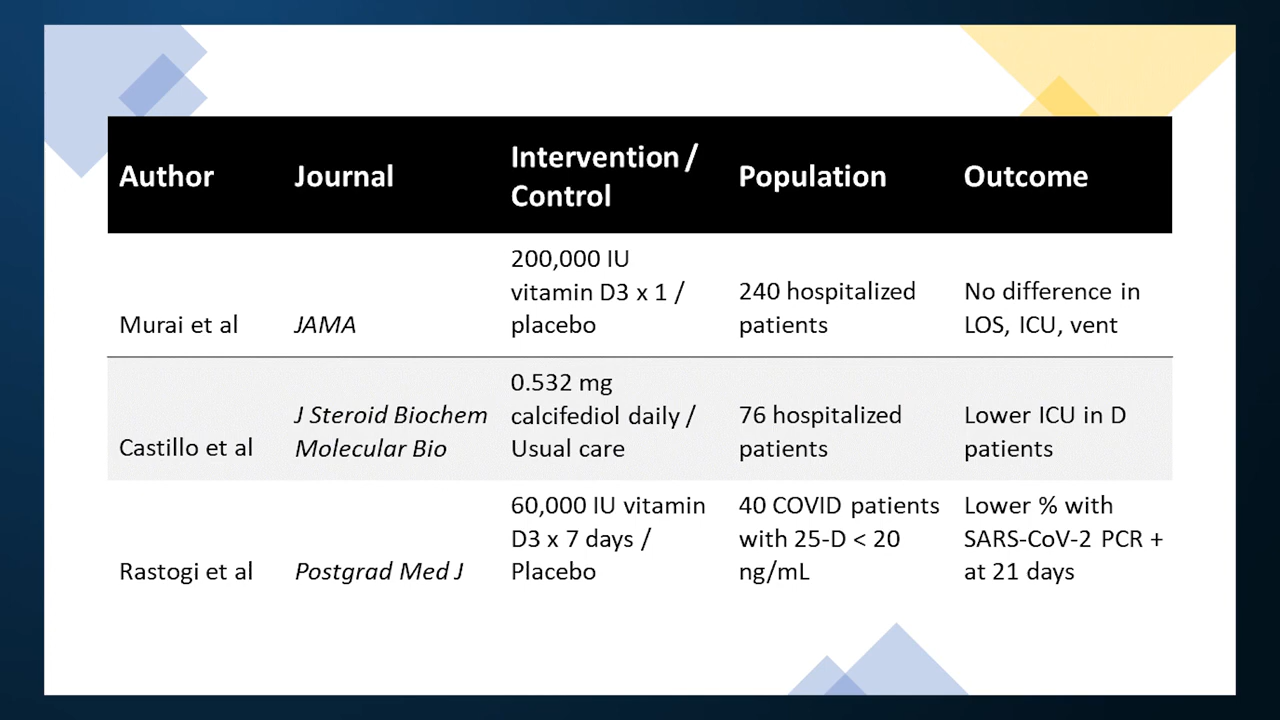 Author
Journal
Intervention /
Control
Population
Outcome
Murai et al
JAMA
200,000 IU
vitamin D3 x 1 /
placebo
240 hospitalized
patients
No difference in
LOS, ICU, vent
Castillo et al
J Steroid Biochem
Molecular Bio
0.532 mg
calcifediol daily /
Usual care
76 hospitalized
patients
Lower ICU in D
patients
Rastogi et al
Postgrad Med J
60,000 IU vitamin
D3 x 7 days /
Placebo
40 COVID patients
with 25-D < 20
ng/mL
Lower % with
SARS-CoV-2 PCR +
at 21 days